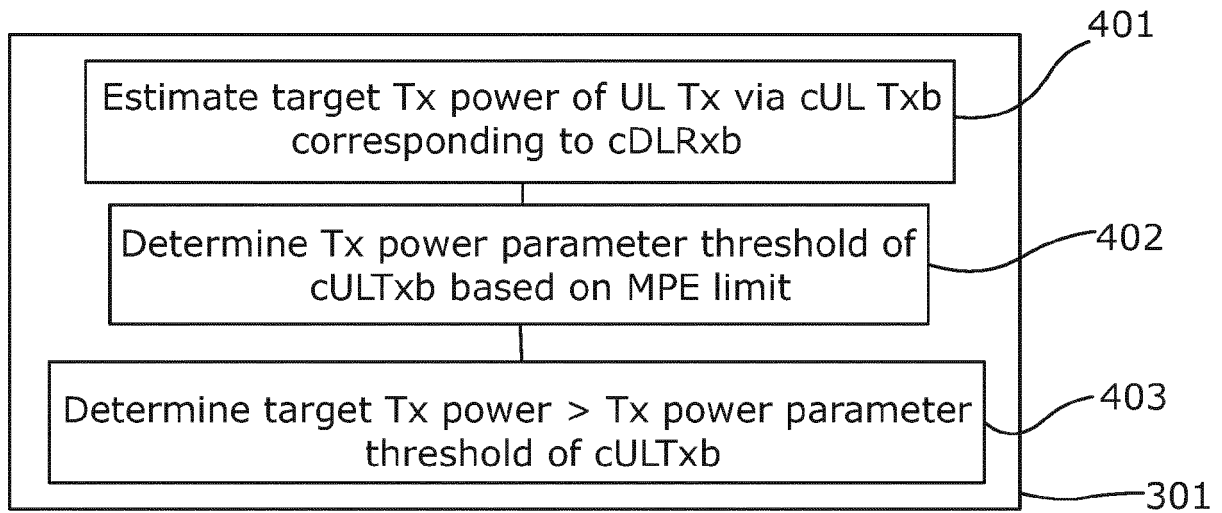 401
Estimate target Tx power of UL Tx via cUL Txb
corresponding to cDLRxb
Determine Tx power parameter threshold of
cULTxb based on MPE limit
402
Determine target Tx power > Tx power parameter
threshold of cULTxb
403
301